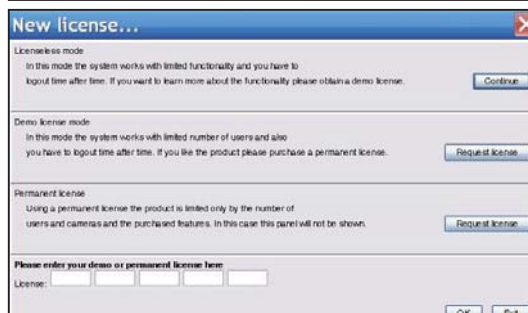 New license...
Licenseless mode
In this mode the system works with limited functionality and you have to
logout time after time. If you want to learn more about the functionality please obtain a demo license.
Continue
Demo license mode
In this mode the system works with limited number of users and also
you have to logout time after time. If you like the product please purchase a permanent license.
Request license
Permanent license
Using a permanent license the product is limited only by the number of
users and cameras and the purchased features. In this case this panel will not be shown.
Request license
Please enter your demo or permanent license here
License:
OK